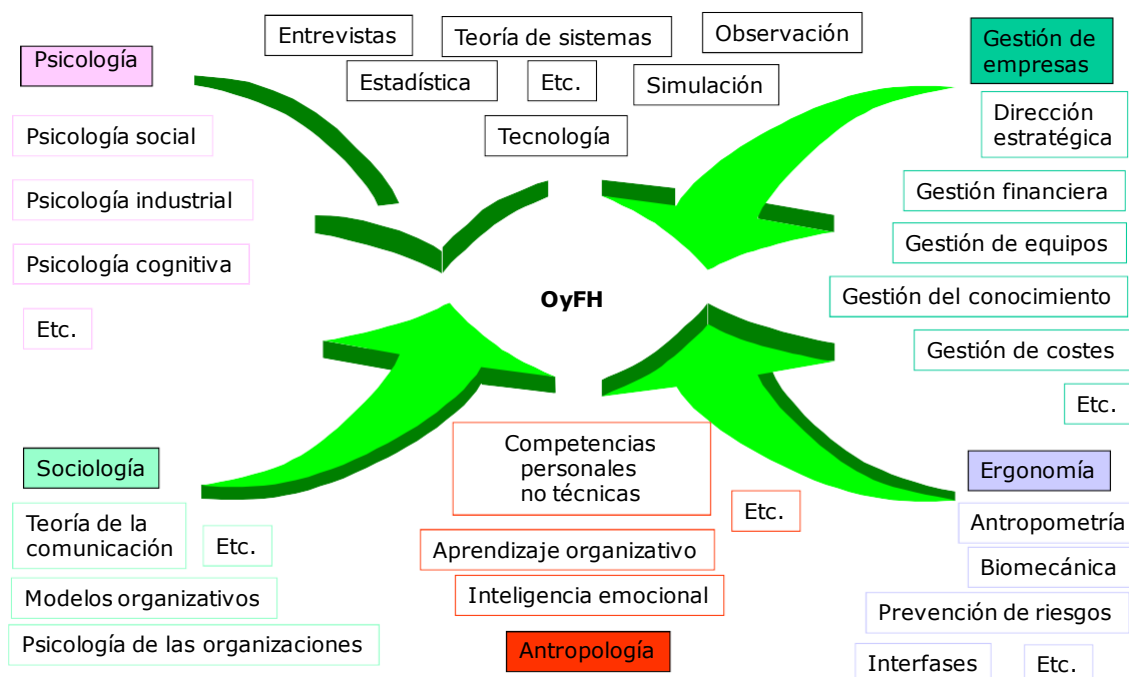 Psicología
Psicología social
Psicología industrial
Psicología cognitiva
Etc.
Entrevistas
Teoría de sistemas
Observación
Estadística
Etc.
Simulación
Tecnología
Gestión de
empresas
Dirección
estratégica
Gestión financiera
Gestión de equipos
Gestión del conocimiento
Gestión de costes
Etc.
OyFH
Sociología
Teoría de la
comunicación
Etc.
Modelos organizativos
Psicología de las organizaciones
Competencias
personales
no técnicas
Etc.
Aprendizaje organizativo
Inteligencia emocional
Antropología
Ergonomía
Antropometría
Biomecánica
Prevención de riesgos
Interfases
Etc.